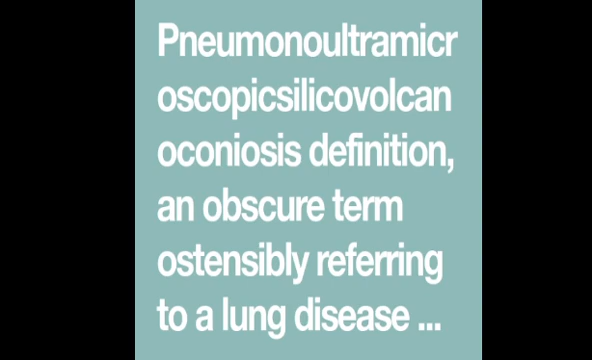 Pneumonoultramicr
oscopicsilicovolcan
oconiosis definition,
an obscure term
ostensibly referring
to a lung disease ...